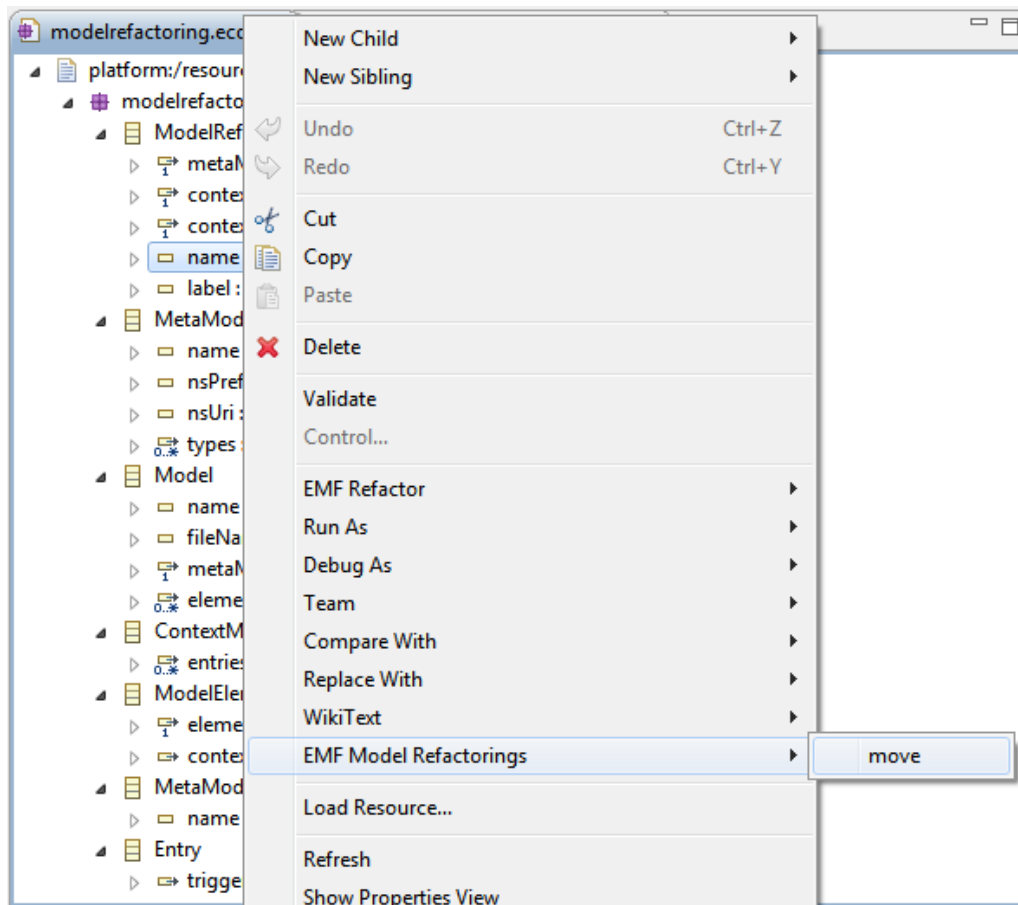 modelrefactoring.ecc
platform:/resour
modelrefacto
ModelRef
metaM
contex
contex
name
label :
MetaMod
name
nsPref
nsUri :
types :
Model
name
fileNa
metaM
eleme
ContextM
entries
ModelEler
eleme
contex
MetaMod
name
Entry
trigge
New Child
New Sibling
Undo Ctrl+Z
Redo Ctrl+Y
Cut
Copy
Paste
Delete
Validate
Control...
EMF Refactor
Run As
Debug As
Team
Compare With
Replace With
WikiText
EMF Model Refactorings
move
Load Resource...
Refresh
Show Properties View